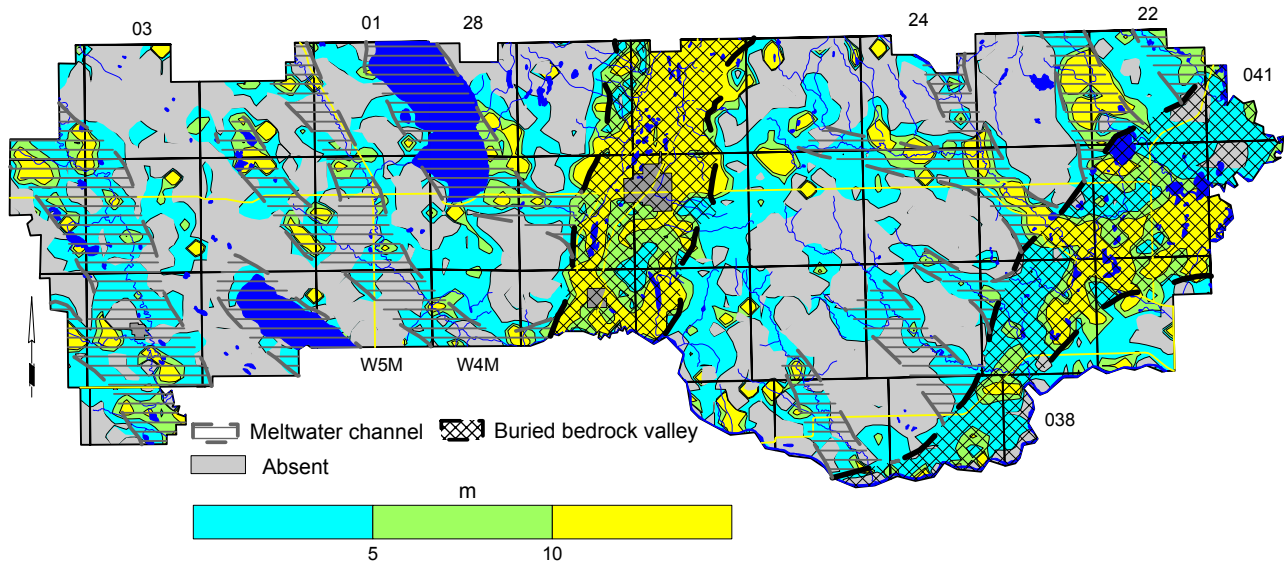 03
01
28
24
22
041
W5M
W4M
038
Meltwater channel
Buried bedrock valley
Absent
m
5
10